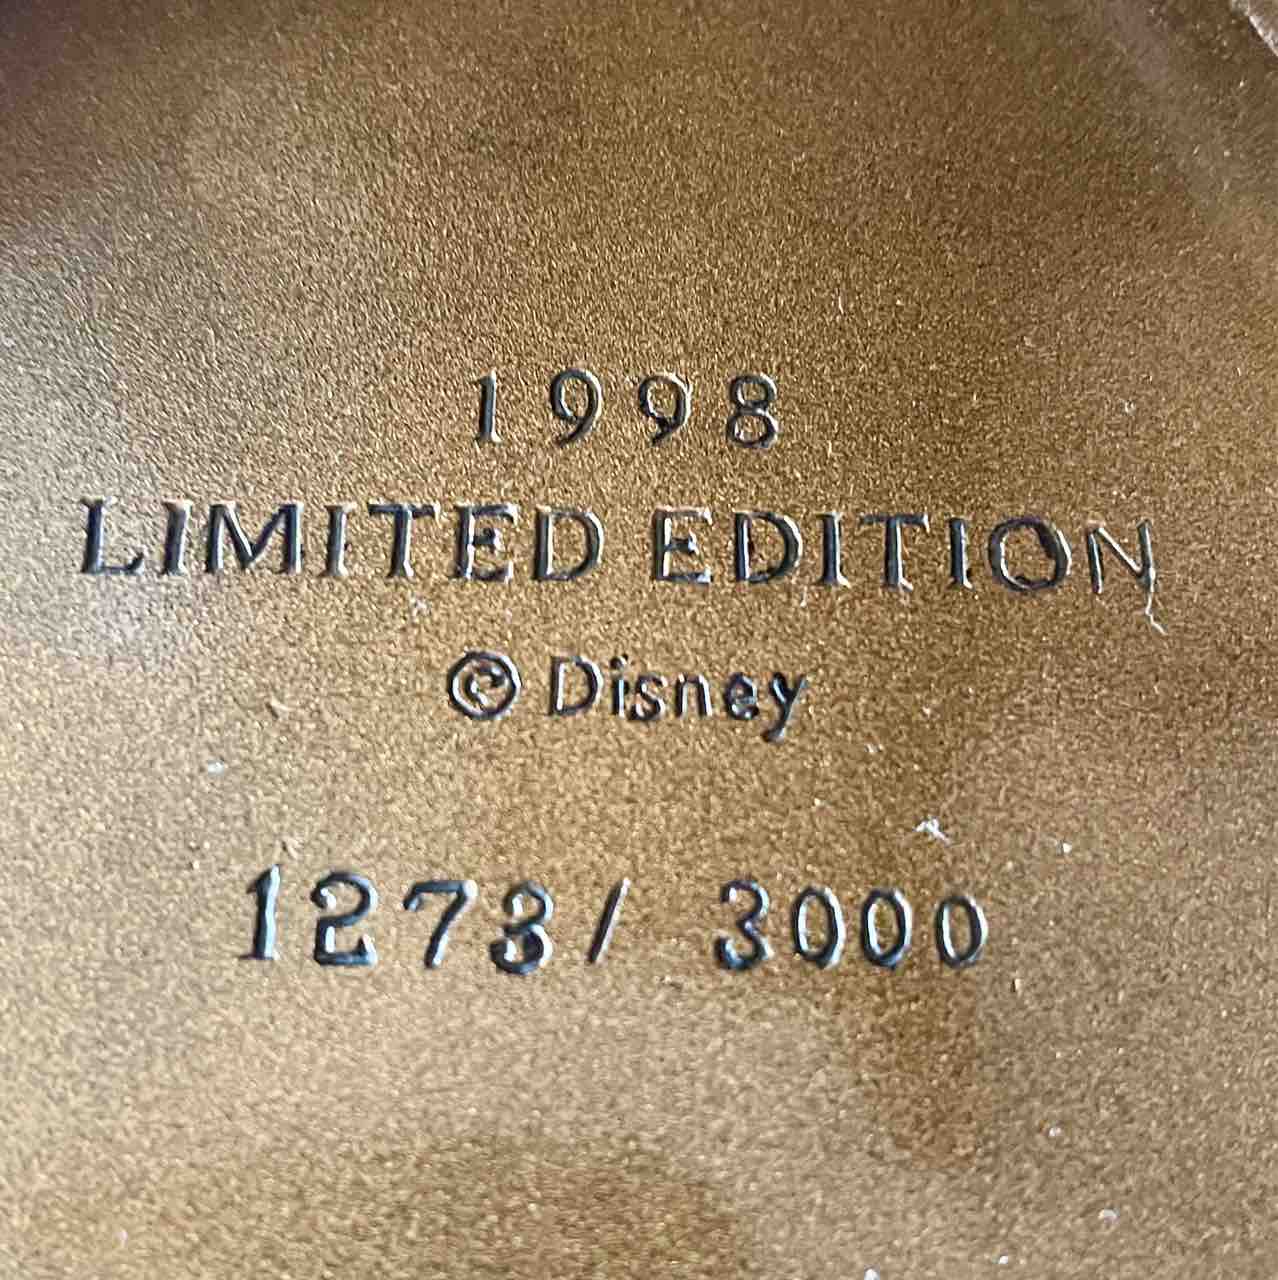 1998
LIMITED EDITION
© Disney
1273/ 3000